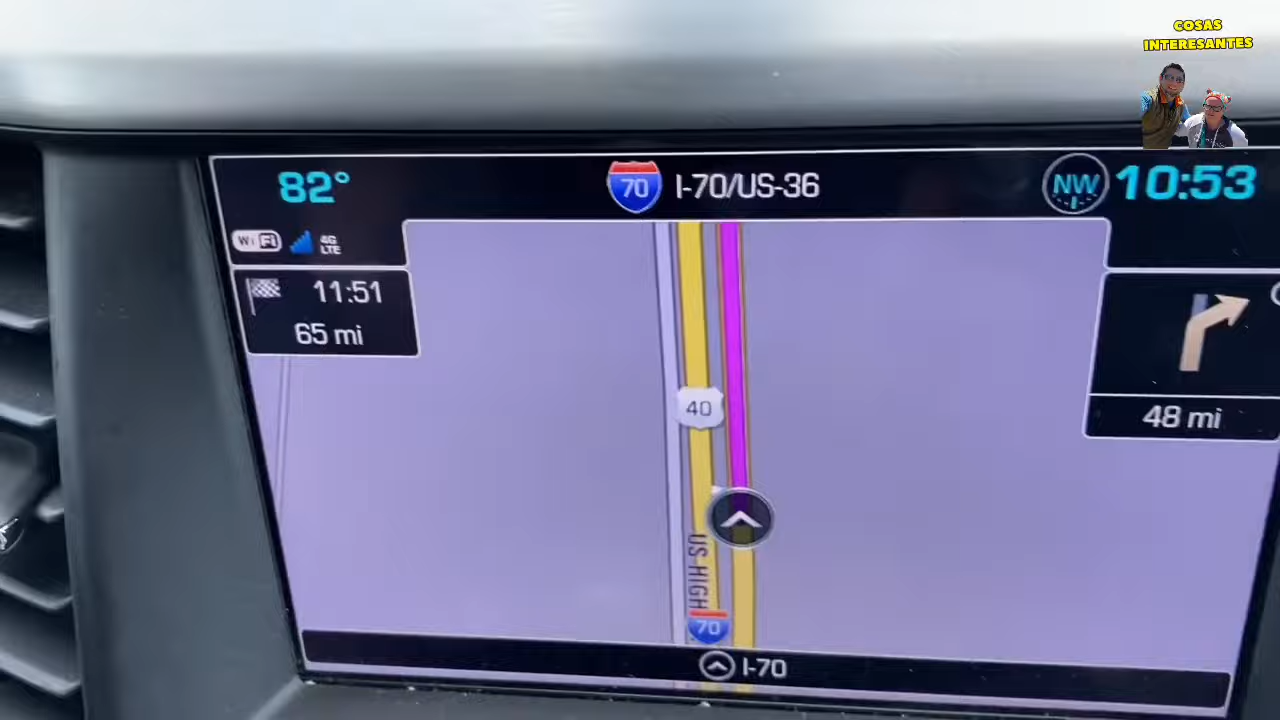 COSAS
INTERESANTES
82°
70
I-70/US-36
NW
10:53
WiFi
4G
LTE
11:51
65 mi
48 mi
40
US HIGH
70
I-70